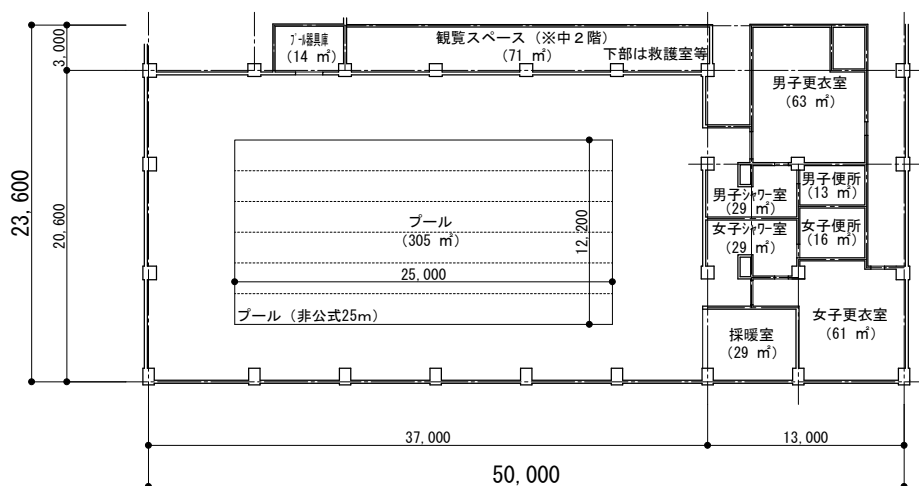 プール器具庫
(14 ㎡)
観覧スペース（※中２階）
(71 ㎡)
下部は救護室等
男子更衣室
(63 ㎡)
3,000
23,600
20,600
プール
(305 ㎡)
12,200
25,000
プール（非公式25m）
男子シャワー室
(29 ㎡)
男子便所
(13 ㎡)
女子シャワー室
(29 ㎡)
女子便所
(16 ㎡)
採暖室
(29 ㎡)
女子更衣室
(61 ㎡)
37,000
13,000
50,000